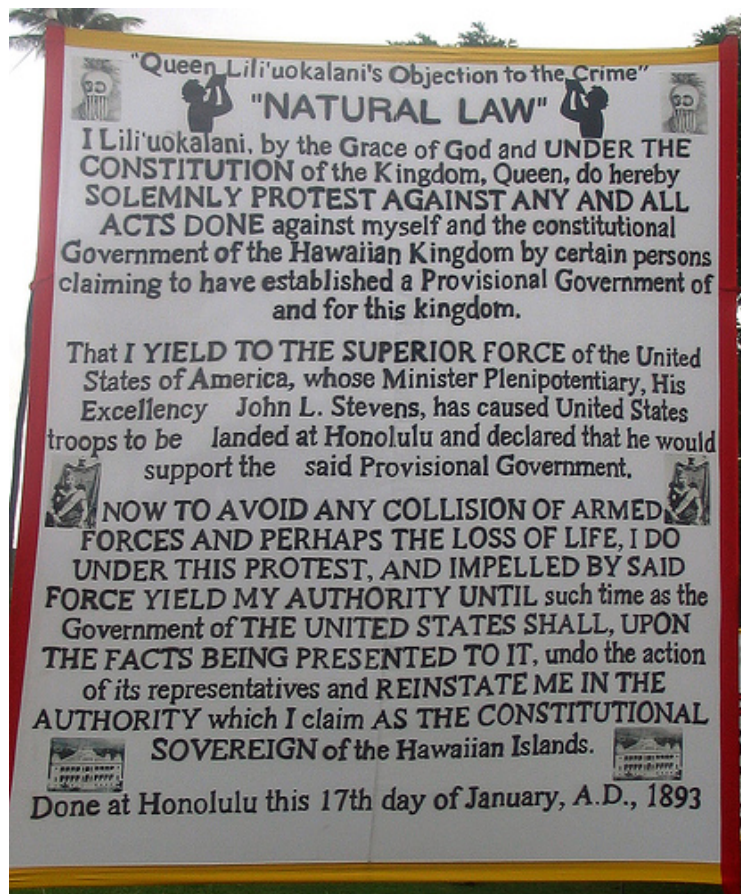 "Queen Lili'uokalani's Objection to the Crime"
"NATURAL LAW"
I Lili'uokalani, by the Grace of God and UNDER THE
CONSTITUTION of the Kingdom, Queen, do hereby
SOLEMNLY PROTEST AGAINST ANY AND ALL
ACTS DONE against myself and the constitutional
Government of the Hawaiian Kingdom by certain persons
claiming to have established a Provisional Government of
and for this kingdom.
That I YIELD TO THE SUPERIOR FORCE of the United
States of America, whose Minister Plenipotentiary, His
Excellency John L. Stevens, has caused United States
troops to be landed at Honolulu and declared that he would
support the said Provisional Government.
NOW TO AVOID ANY COLLISION OF ARMED
FORCES AND PERHAPS THE LOSS OF LIFE, I DO
UNDER THIS PROTEST, AND IMPELLED BY SAID
FORCE YIELD MY AUTHORITY UNTIL such time as the
Government of THE UNITED STATES SHALL, UPON
THE FACTS BEING PRESENTED TO IT, undo the action
of its representatives and REINSTATE ME IN THE
AUTHORITY which I claim AS THE CONSTITUTIONAL
SOVEREIGN of the Hawaiian Islands.
Done at Honolulu this 17th day of January, A.D., 1893